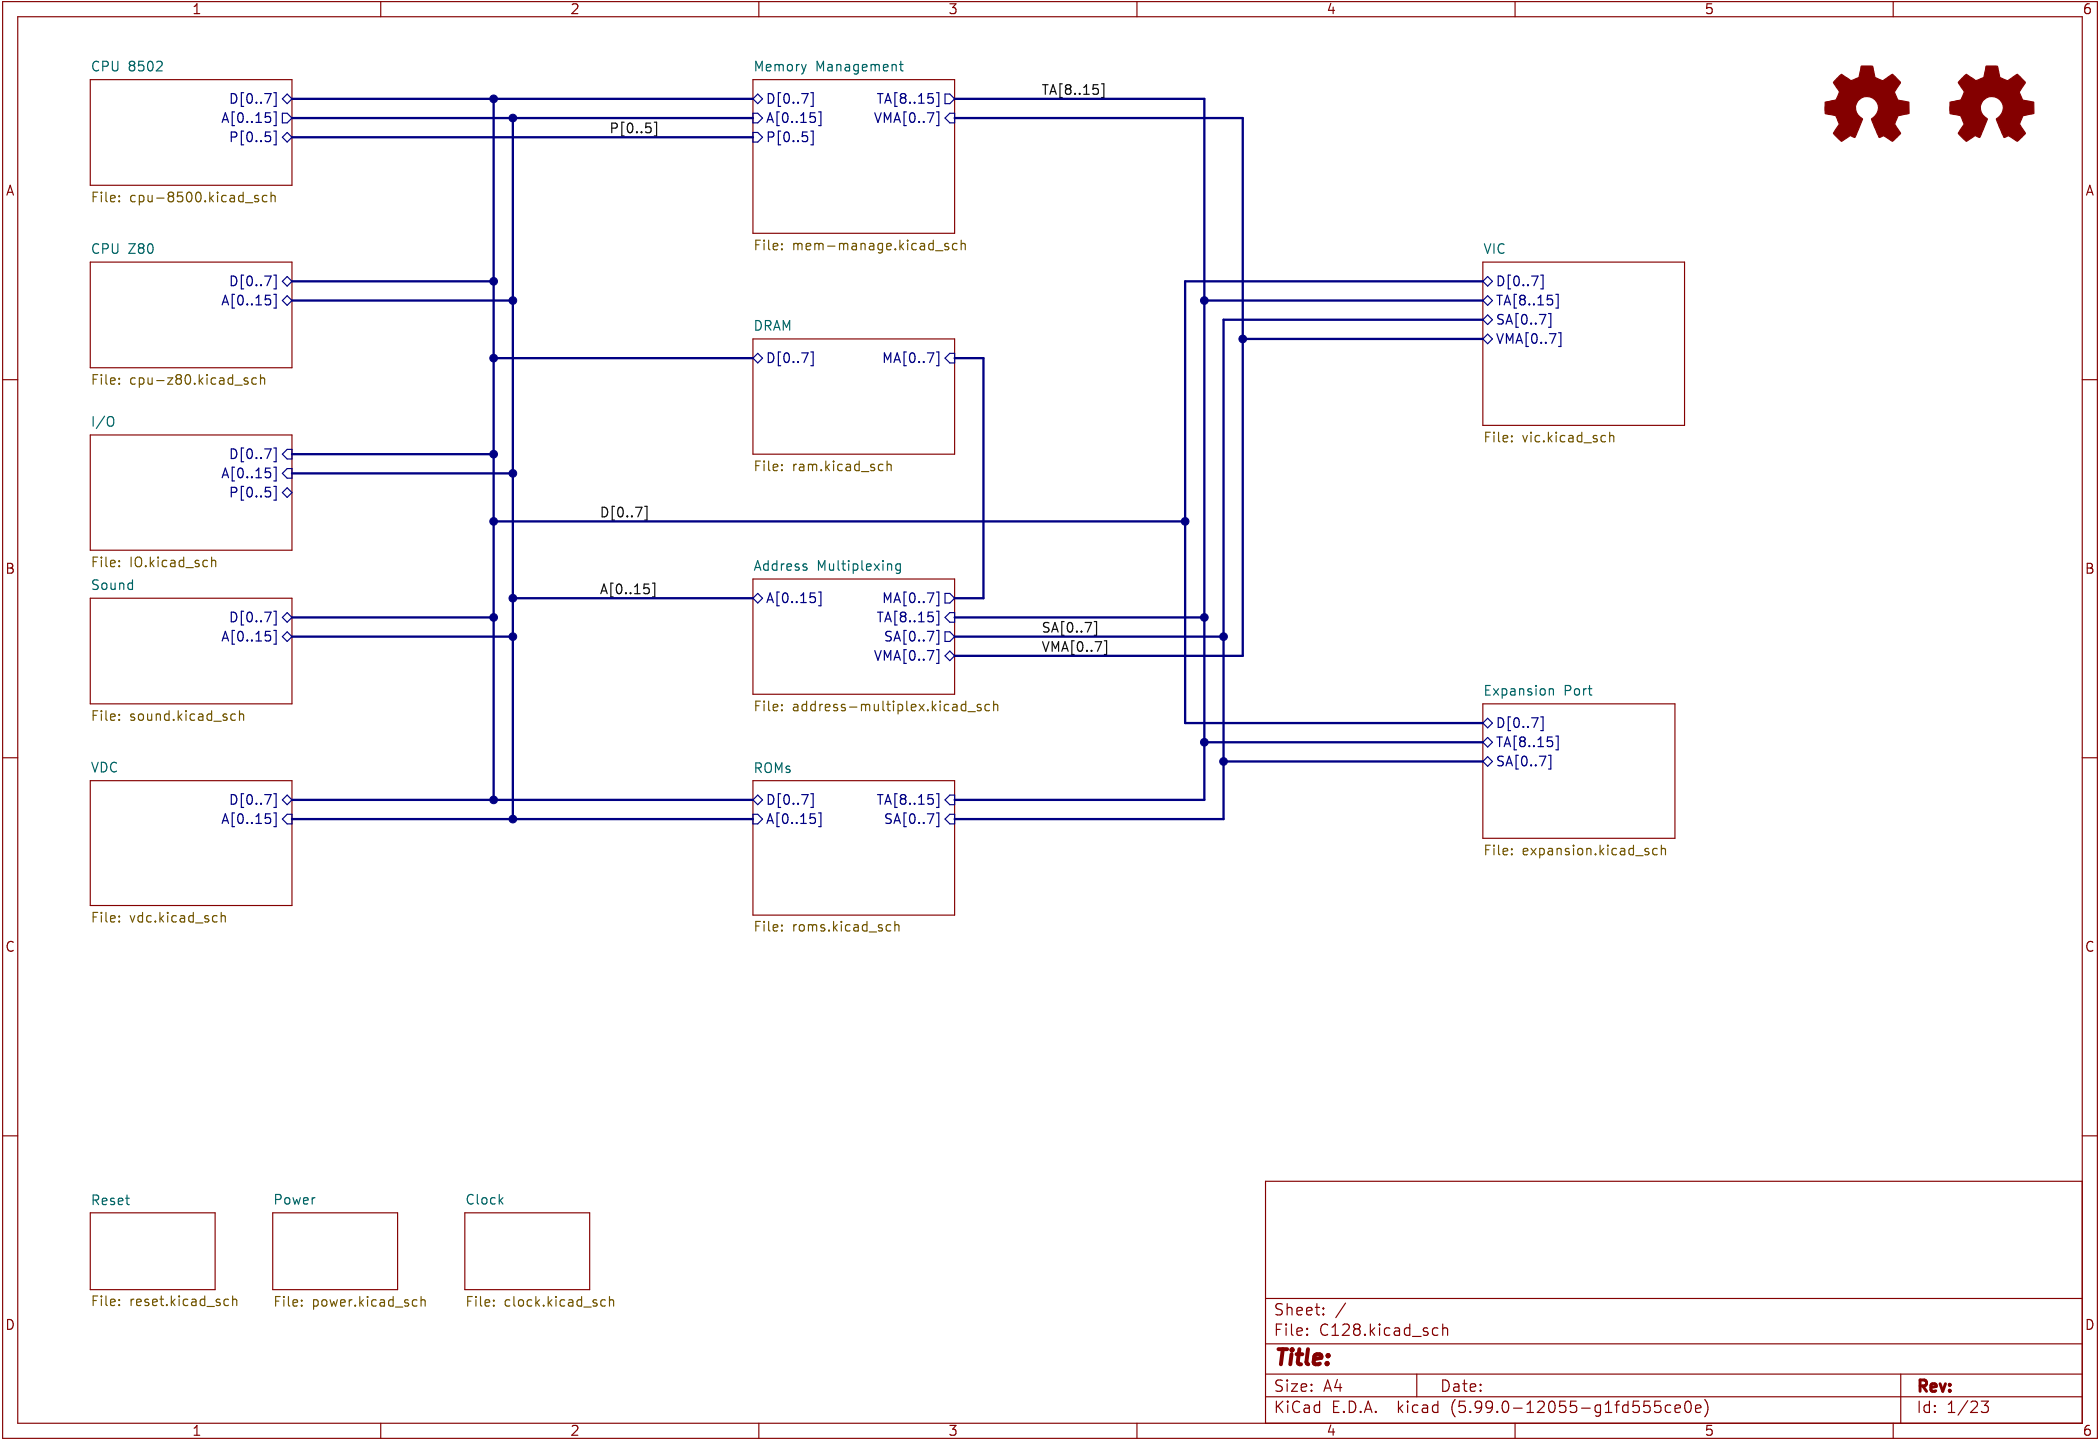 1 2 3 4 5 6
A
B
C
D
CPU 8502
D[0..7]
A[0..15]
P[0..5]
File: cpu-8500.kicad_sch
CPU Z80
D[0..7]
A[0..15]
File: cpu-z80.kicad_sch
I/O
D[0..7]
A[0..15]
P[0..5]
File: IO.kicad_sch
Sound
D[0..7]
A[0..15]
File: sound.kicad_sch
VDC
D[0..7]
A[0..15]
File: vdc.kicad_sch
P[0..5]
D[0..7]
A[0..15]
Memory Management
D[0..7] TA[8..15]
A[0..15] VMA[0..7]
P[0..5]
File: mem-manage.kicad_sch
DRAM
D[0..7] MA[0..7]
File: ram.kicad_sch
Address Multiplexing
A[0..15] MA[0..7]
TA[8..15]
SA[0..7]
VMA[0..7]
File: address-multiplex.kicad_sch
ROMs
D[0..7] TA[8..15]
A[0..15] SA[0..7]
File: roms.kicad_sch
TA[8..15]
SA[0..7]
VMA[0..7]
VIC
D[0..7]
TA[8..15]
SA[0..7]
VMA[0..7]
File: vic.kicad_sch
Expansion Port
D[0..7]
TA[8..15]
SA[0..7]
File: expansion.kicad_sch
Reset
File: reset.kicad_sch
Power
File: power.kicad_sch
Clock
File: clock.kicad_sch
Sheet: /
File: C128.kicad_sch
Title:
Size: A4 Date: Rev:
KiCad E.D.A. kicad (5.99.0-12055-g1fd555ce0e) Id: 1/23
A
B
C
D
1 2 3 4 5 6